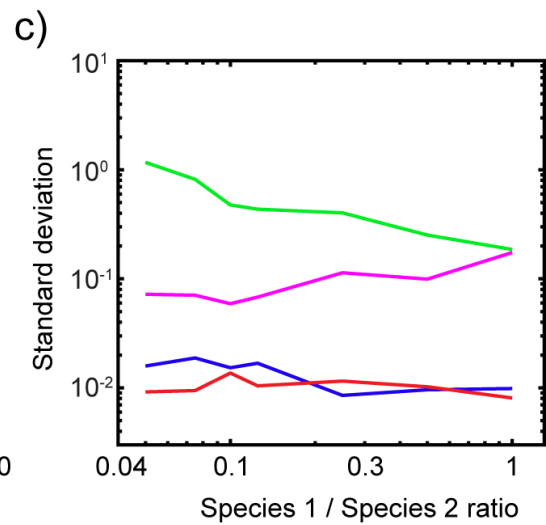 c)
10¹
10⁰
10⁻¹
10⁻²
Standard deviation
0
0.04 0.1 0.3 1
Species 1 / Species 2 ratio